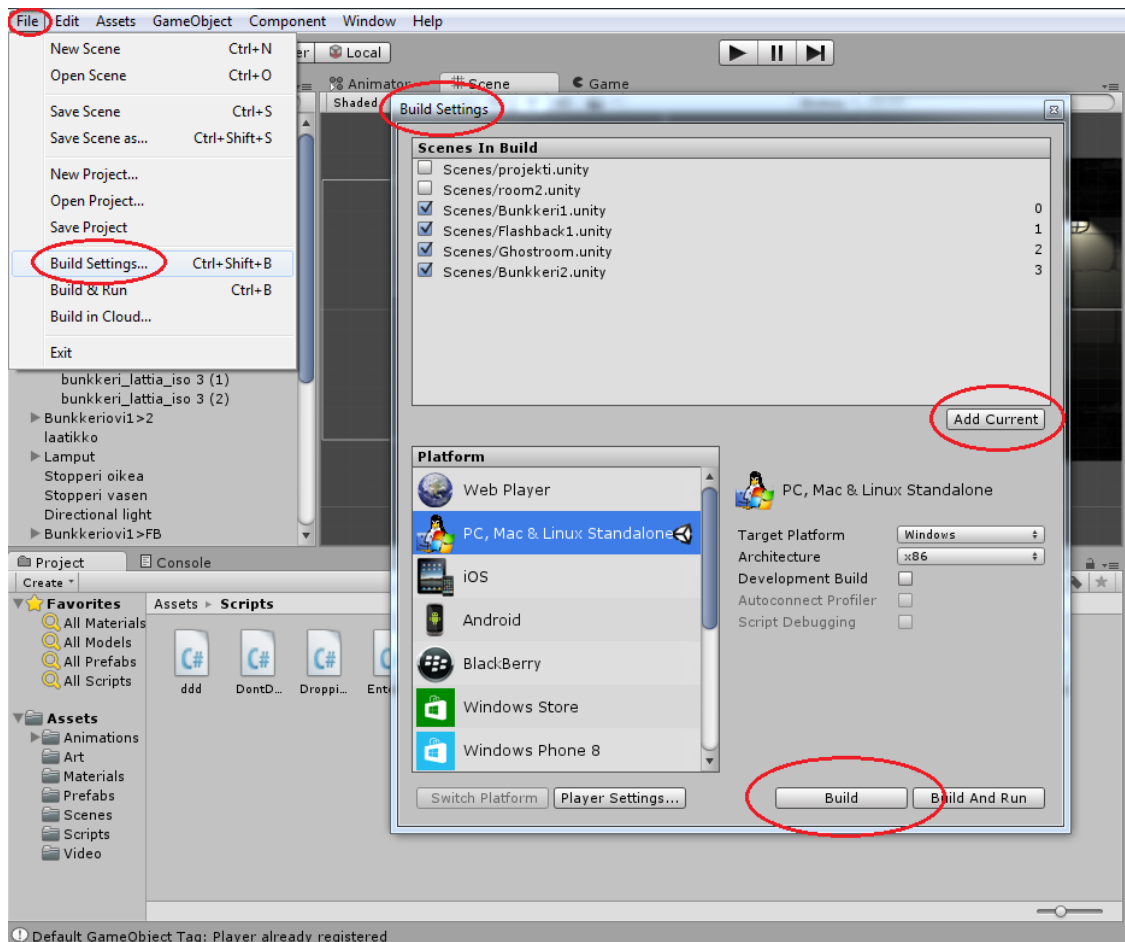 File Edit Assets GameObject Component Window Help
New Scene Ctrl+N
Open Scene Ctrl+O
Save Scene Ctrl+S
Save Scene as... Ctrl+Shift+S
New Project...
Open Project...
Save Project
Build Settings... Ctrl+Shift+B
Build & Run Ctrl+B
Build in Cloud...
Exit
Local
Animator Scene Game
Shaded
bunkkeri_lattia_iso 3 (1)
bunkkeri_lattia_iso 3 (2)
Bunkkeriovi1>2
laatikko
Lamput
Stopperi oikea
Stopperi vasen
Directional light
Bunkkeriovi1>FB
Build Settings
Scenes In Build
Scenes/projekti.unity
Scenes/room2.unity
Scenes/Bunkkeri1.unity 0
Scenes/Flashback1.unity 1
Scenes/Ghostroom.unity 2
Scenes/Bunkkeri2.unity 3
Add Current
Platform
Web Player
PC, Mac & Linux Standalone
iOS
Android
BlackBerry
Windows Store
Windows Phone 8
PC, Mac & Linux Standalone
Target Platform Windows
Architecture x86
Development Build
Autoconnect Profiler
Script Debugging
Switch Platform Player Settings... Build Build And Run
Project Console
Create
Favorites
All Materials
All Models
All Prefabs
All Scripts
Assets
Animations
Art
Materials
Prefabs
Scenes
Scripts
Video
Assets Scripts
C# C# C#
ddd DontD... Droppi...
Default GameObject Tag: Player already registered